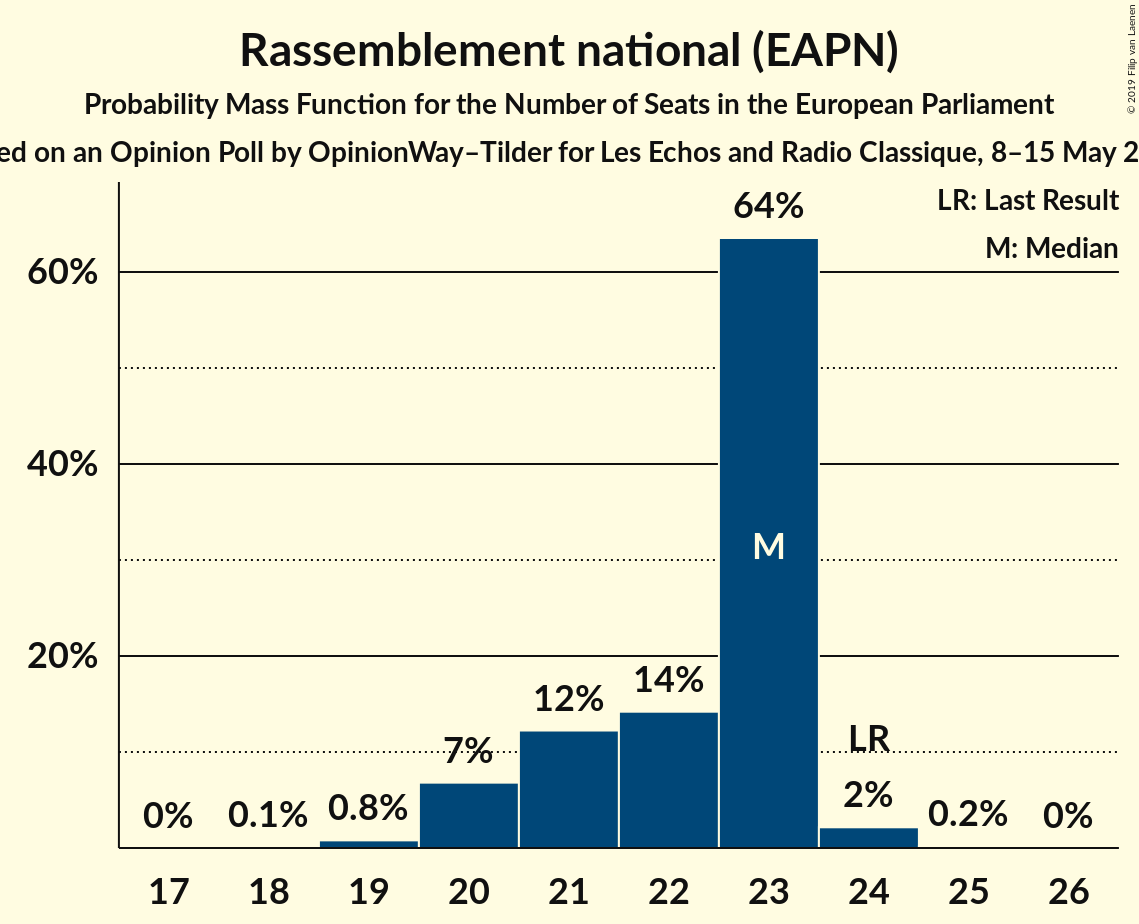 Rassemblement national (EAPN)
Probability Mass Function for the Number of Seats in the European Parliament
ed on an Opinion Poll by OpinionWay–Tilder for Les Echos and Radio Classique, 8–15 May 2
© 2019 Filip van Laenen
LR: Last Result
M: Median
64%
60%
40%
M
20%
14%
12%
LR
7%
2%
0%
0.1%
0.8%
0.2%
0%
17 18 19 20 21 22 23 24 25 26